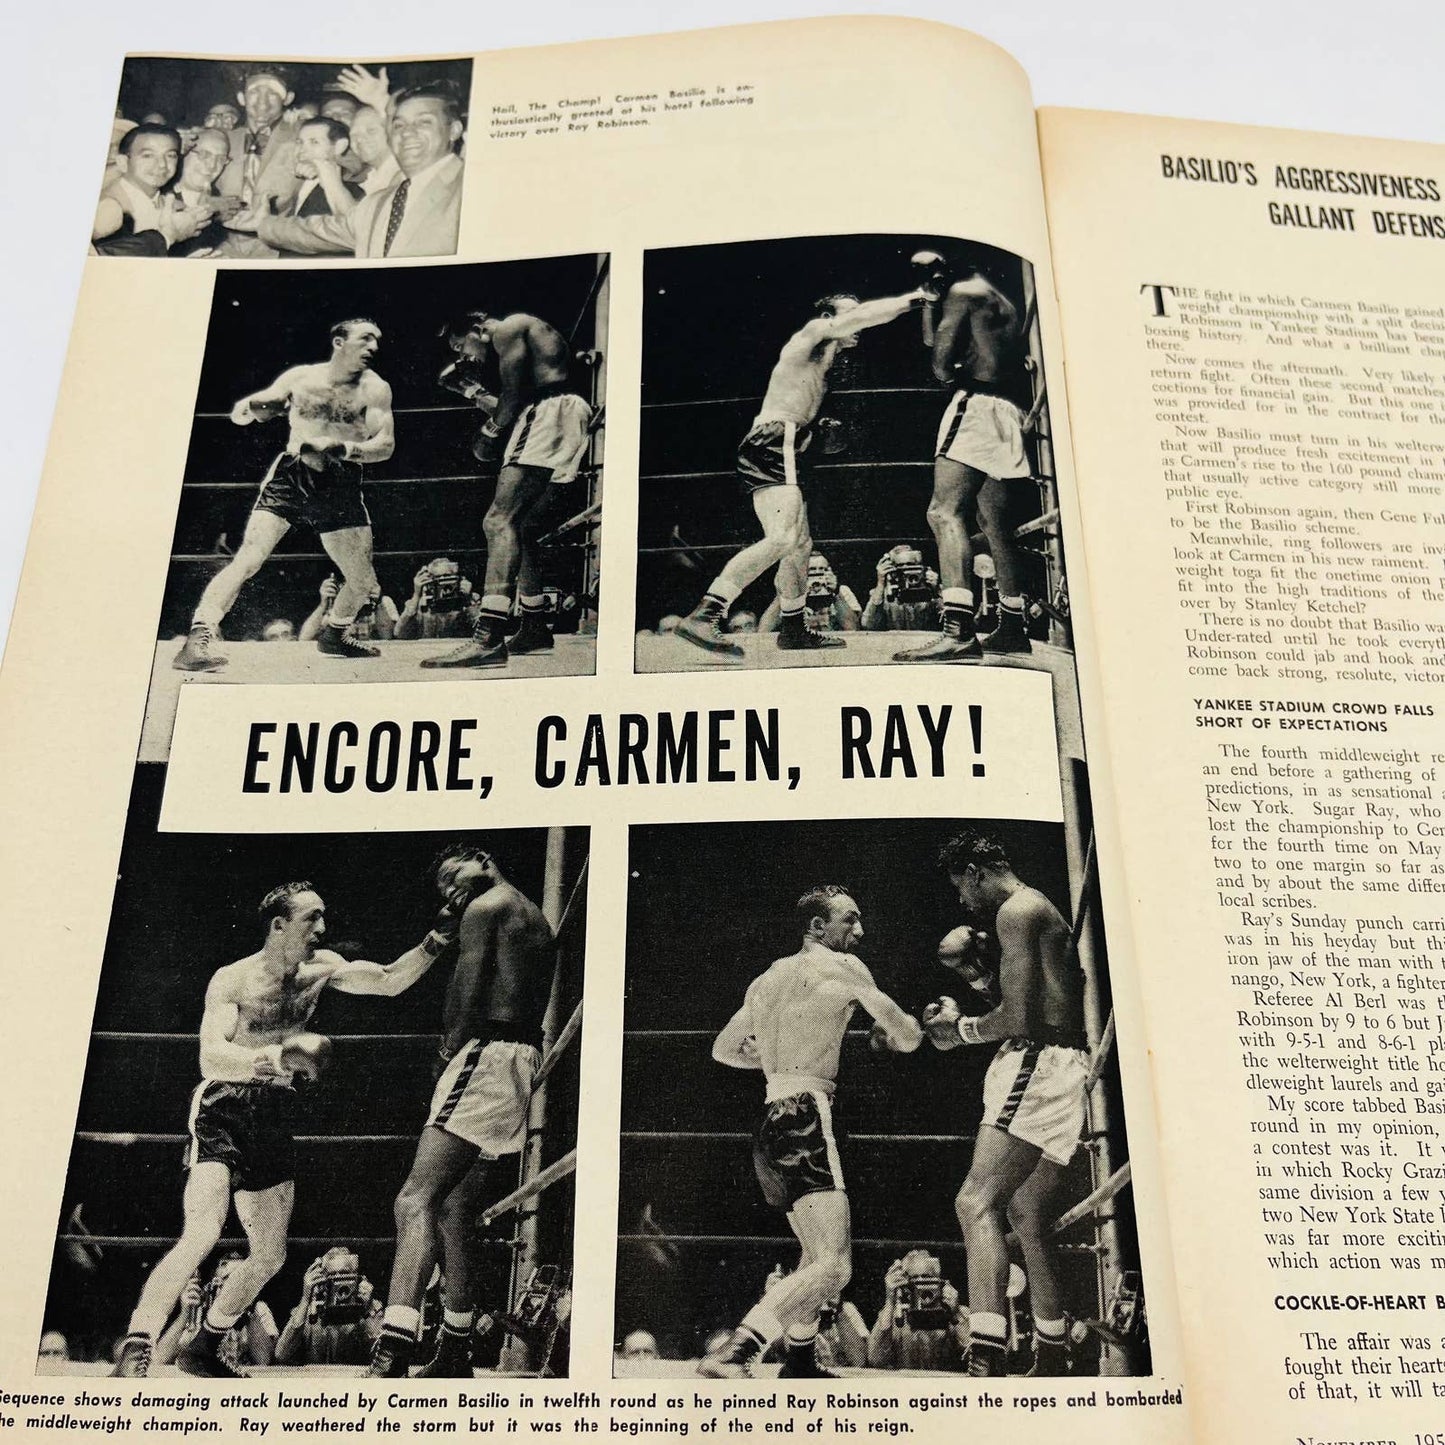 Hail, The Champ! Carmen Basilio is en-
thusiastically greeted at his hotel following
victory over Ray Robinson.
ENCORE, CARMEN, RAY!
Sequence shows damaging attack launched by Carmen Basilio in twelfth round as he pinned Ray Robinson against the ropes and bombarded
he middleweight champion. Ray weathered the storm but it was the beginning of the end of his reign.
BASILIO'S AGGRESSIVENESS
GALLANT DEFENS
THE fight in which Carmen Basilio gained
weight championship with a split decisi
Robinson in Yankee Stadium has been
boxing history. And what a brilliant cha
there.
Now comes the aftermath. Very likely
return fight. Often these second matches
coctions for financial gain. But this one
was provided for in the contract for th
contest.
Now Basilio must turn in his welterw
that will produce fresh excitement in
as Carmen's rise to the 160 pound cham
that usually active category still more
public eye.
First Robinson again, then Gene Ful
to be the Basilio scheme.
Meanwhile, ring followers are invi
look at Carmen in his new raiment.
weight toga fit the onetime onion
fit into the high traditions of the
over by Stanley Ketchel?
There is no doubt that Basilio wa
Under-rated until he took everyth
Robinson could jab and hook and
come back strong, resolute, victor
YANKEE STADIUM CROWD FALLS
SHORT OF EXPECTATIONS
The fourth middleweight re
an end before a gathering of
predictions, in as sensational a
New York. Sugar Ray, who
lost the championship to Gen
for the fourth time on May
two to one margin so far as
and by about the same differ
local scribes.
Ray's Sunday punch carri
was in his heyday but thi
iron jaw of the man with t
nango, New York, a fighter
Referee Al Berl was th
Robinson by 9 to 6 but J
with 9-5-1 and 8-6-1 pl
the welterweight title ho
dleweight laurels and gai
My score tabbed Basi
round in my opinion,
a contest was it. It w
in which Rocky Grazi
same division a few y
two New York State
was far more exciti
which action was m
COCKLE-OF-HEART B
The affair was a
fought their hearts
of that, it will ta
NOVEMBER, 195